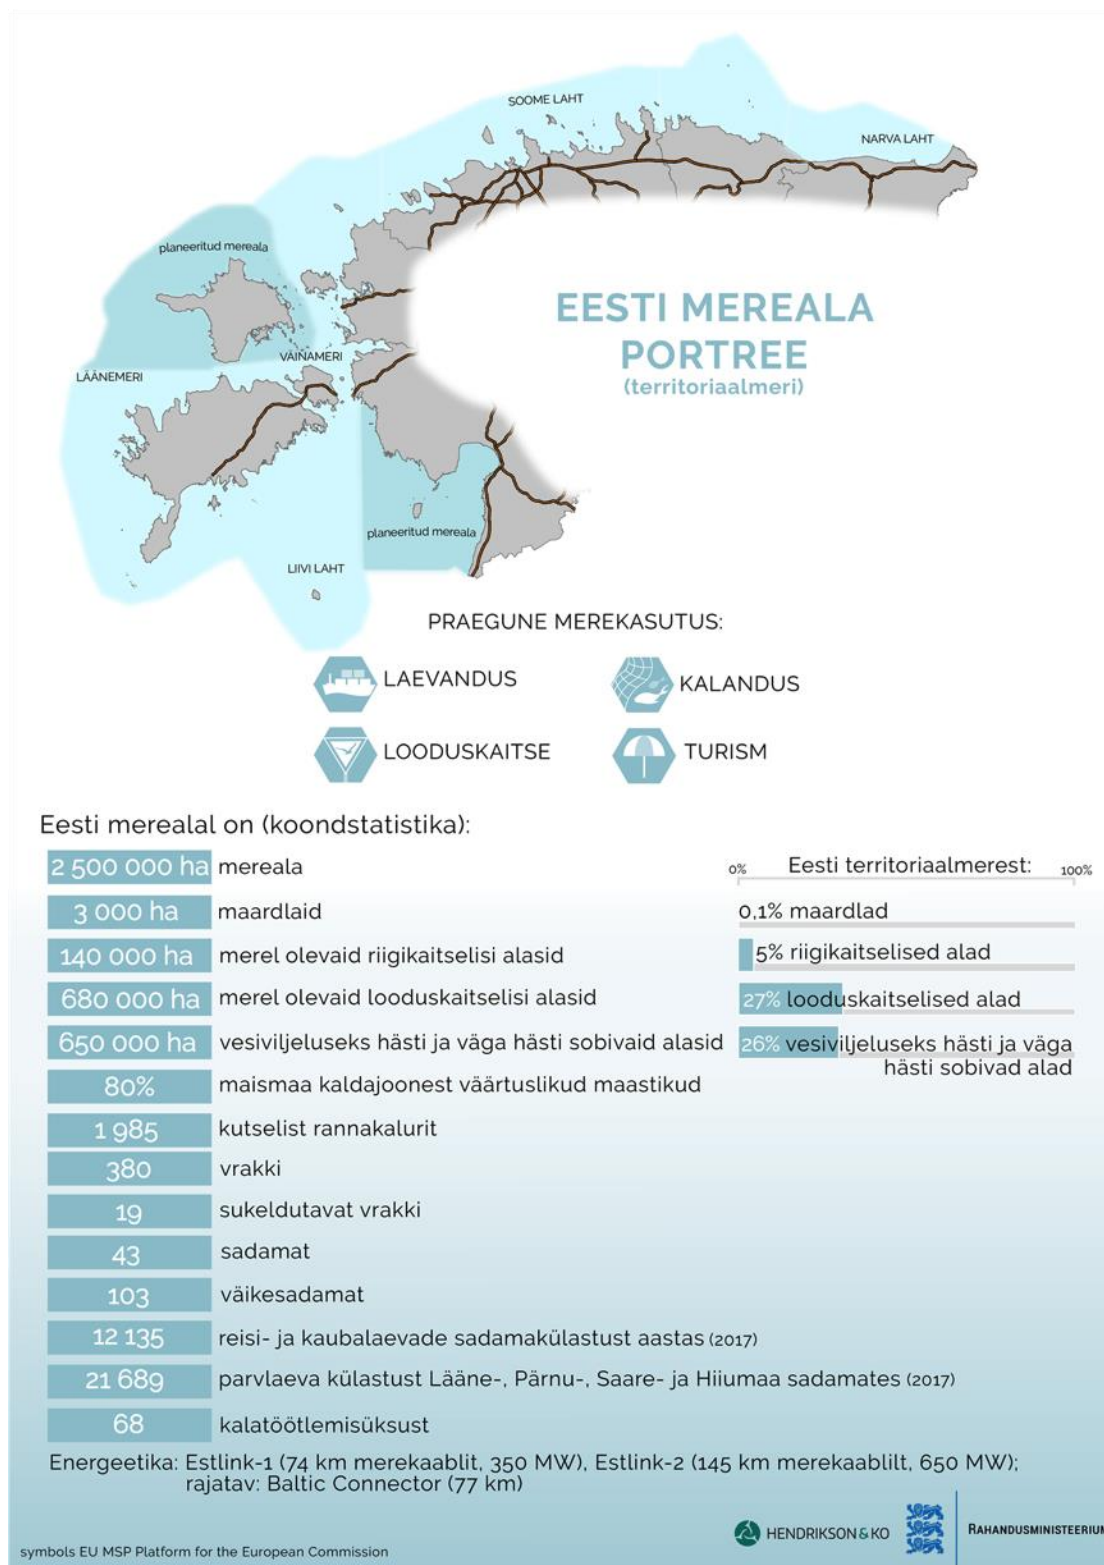 SOOME LAHT
NARVA LAHT
planeeritud mereala
EESTI MEREALA
PORTREE
(territoriaalmeri)
VÄINAMERI
LÄÄNEMERI
planeeritud mereala
LIIVI LAHT
PRAEGUNE MEREKASUTUS:
LAEVANDUS
KALANDUS
LOODUSKAITSE
TURISM
Eesti merealal on (koondstatistika):
2 500 000 ha mereala
3 000 ha maardlaid
140 000 ha merel olevaid riigikaitselisi alasid
680 000 ha merel olevaid looduskaitselisi alasid
650 000 ha vesiviljeluseks hästi ja väga hästi sobivaid alasid
80% maismaa kaldajoonest väärtuslikud maastikud
1 985 kutselist rannakalurit
380 vrakki
19 sukeldutavat vrakki
43 sadamat
103 väikesadamat
12 135 reisi- ja kaubalaevade sadamakülastust aastas (2017)
21 689 parvlaeva külastust Lääne-, Pärnu-, Saare- ja Hiiumaa sadamates (2017)
68 kalatöötlemisüksust
0% Eesti territoriaalmerest: 100%
0,1% maardlad
5% riigikaitselised alad
27% looduskaitselised alad
26% vesiviljeluseks hästi ja väga
hästi sobivad alad
Energeetika: Estlink-1 (74 km merekaablit, 350 MW), Estlink-2 (145 km merekaablilt, 650 MW);
rajatav: Baltic Connector (77 km)
HENDRIKSON & KO
RAHANDUSMINISTEERIUM
symbols EU MSP Platform for the European Commission